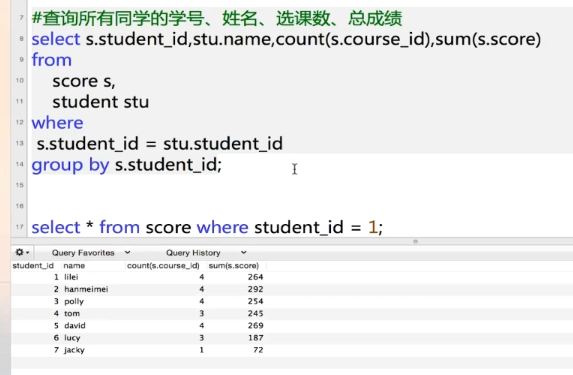 7 #查询所有同学的学号、姓名、选课数、总成绩
8 select s.student_id,stu.name,count(s.course_id),sum(s.score)
9 from
10 score s,
11 student stu
12 where
13 s.student_id = stu.student_id
14 group by s.student_id;
15
16
17 select * from score where student_id = 1;
Query Favorites Query History
student_id name count(s.course_id) sum(s.score)
1 lilei 4 264
2 hanmeimei 4 292
3 polly 4 254
4 tom 3 245
5 david 4 269
6 lucy 3 187
7 jacky 1 72